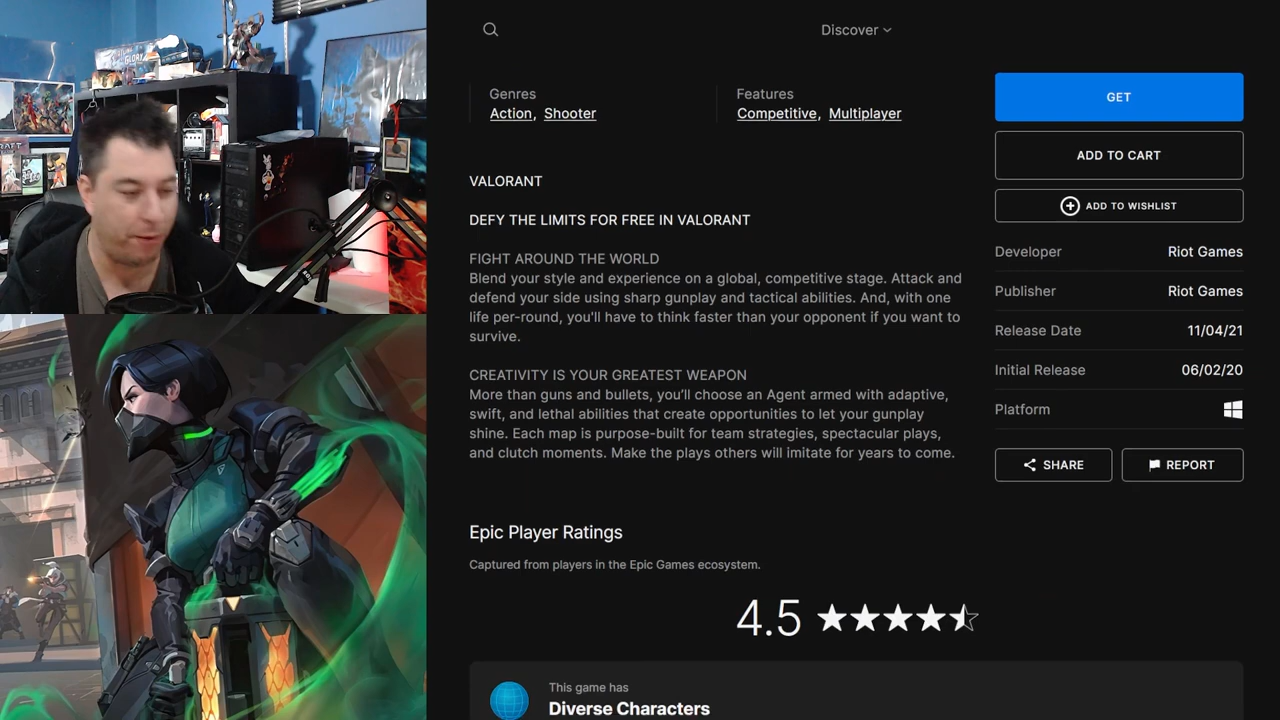 Discover
Genres
Action, Shooter
Features
Competitive, Multiplayer
GET
ADD TO CART
ADD TO WISHLIST
VALORANT
DEFY THE LIMITS FOR FREE IN VALORANT
FIGHT AROUND THE WORLD
Blend your style and experience on a global, competitive stage. Attack and
defend your side using sharp gunplay and tactical abilities. And, with one
life per-round, you'll have to think faster than your opponent if you want to
survive.
CREATIVITY IS YOUR GREATEST WEAPON
More than guns and bullets, you'll choose an Agent armed with adaptive,
swift, and lethal abilities that create opportunities to let your gunplay
shine. Each map is purpose-built for team strategies, spectacular plays,
and clutch moments. Make the plays others will imitate for years to come.
Developer Riot Games
Publisher Riot Games
Release Date 11/04/21
Initial Release 06/02/20
Platform
SHARE REPORT
Epic Player Ratings
Captured from players in the Epic Games ecosystem.
4.5
This game has
Diverse Characters